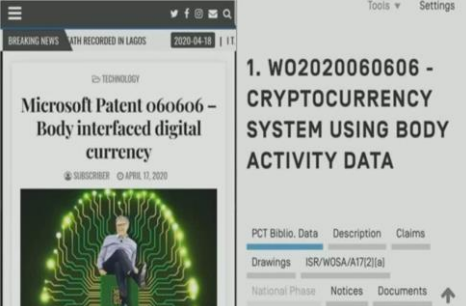 Tools ▾ Settings
BREAKING NEWS ATH RECORDED IN LAGOS 2020-04-18 | I T
TECHNOLOGY
Microsoft Patent 060606 –
Body interfaced digital
currency
SUBSCRIBER APRIL 17, 2020
1. WO2020060606 -
CRYPTOCURRENCY
SYSTEM USING BODY
ACTIVITY DATA
PCT Biblio. Data Description Claims
Drawings ISR/WOSA/A17(2)(a)
National Phase Notices Documents